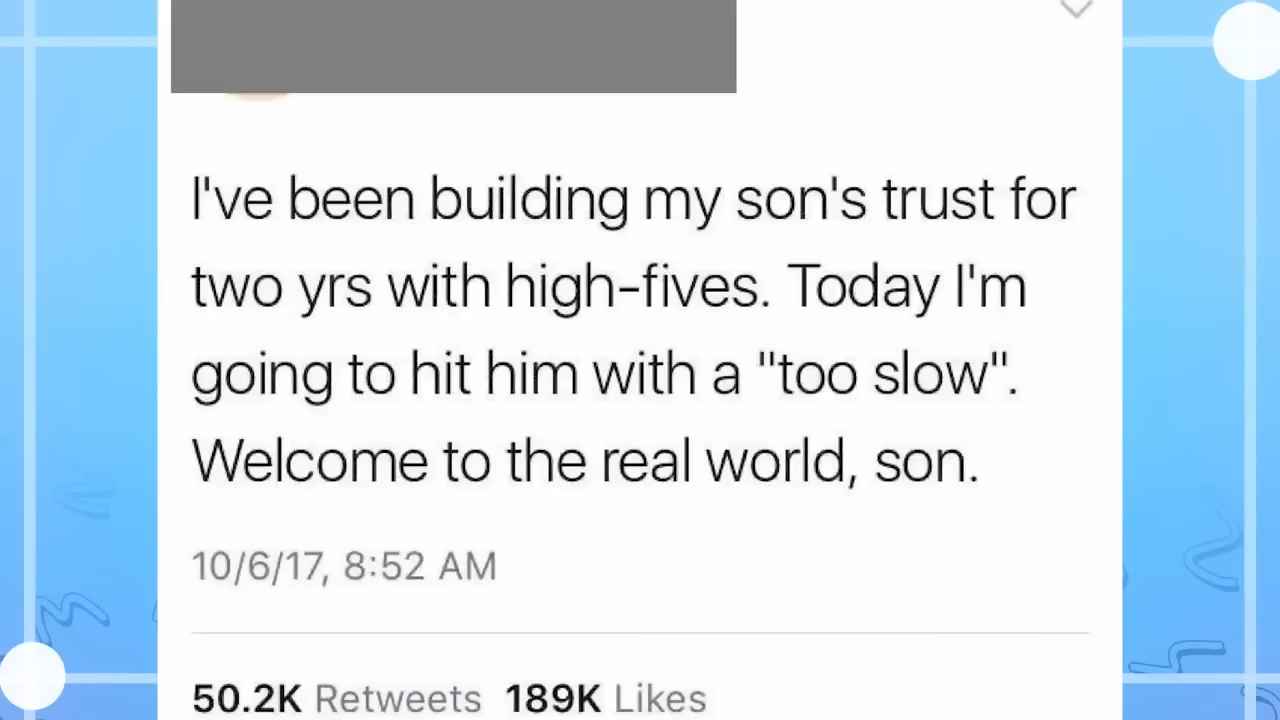 I've been building my son's trust for
two yrs with high-fives. Today I'm
going to hit him with a "too slow".
Welcome to the real world, son.
10/6/17, 8:52 AM
50.2K Retweets 189K Likes